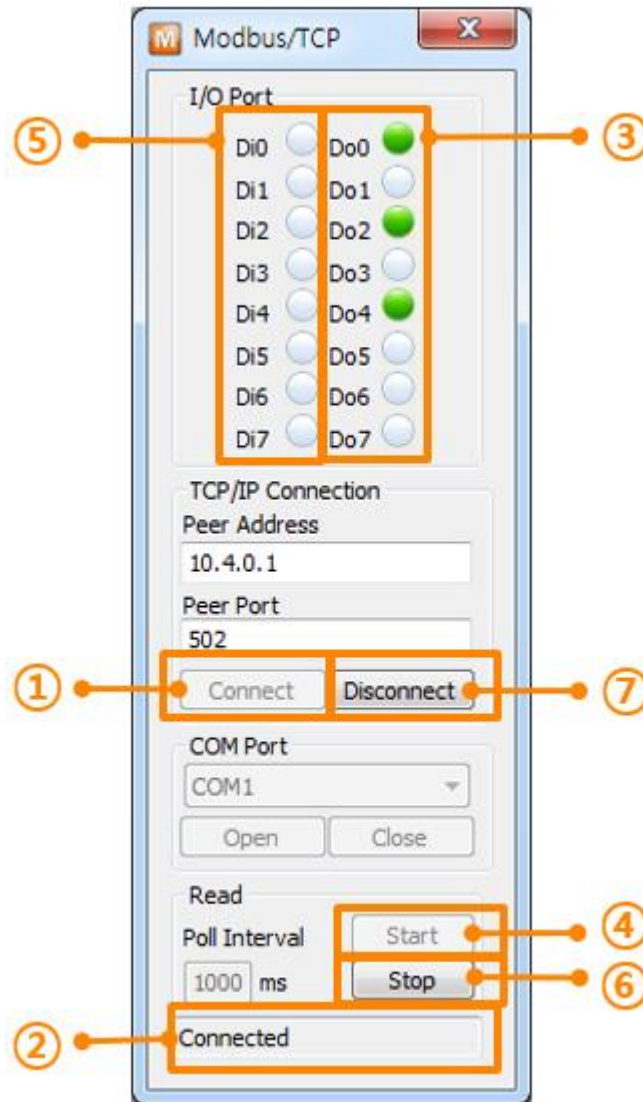 M Modbus/TCP X
I/O Port
⑤ ③
Di0 Do0
Di1 Do1
Di2 Do2
Di3 Do3
Di4 Do4
Di5 Do5
Di6 Do6
Di7 Do7
TCP/IP Connection
Peer Address
10.4.0.1
Peer Port
502
① Connect Disconnect ⑦
COM Port
COM1
Open Close
Read
Poll Interval Start ④
1000 ms Stop ⑥
② Connected